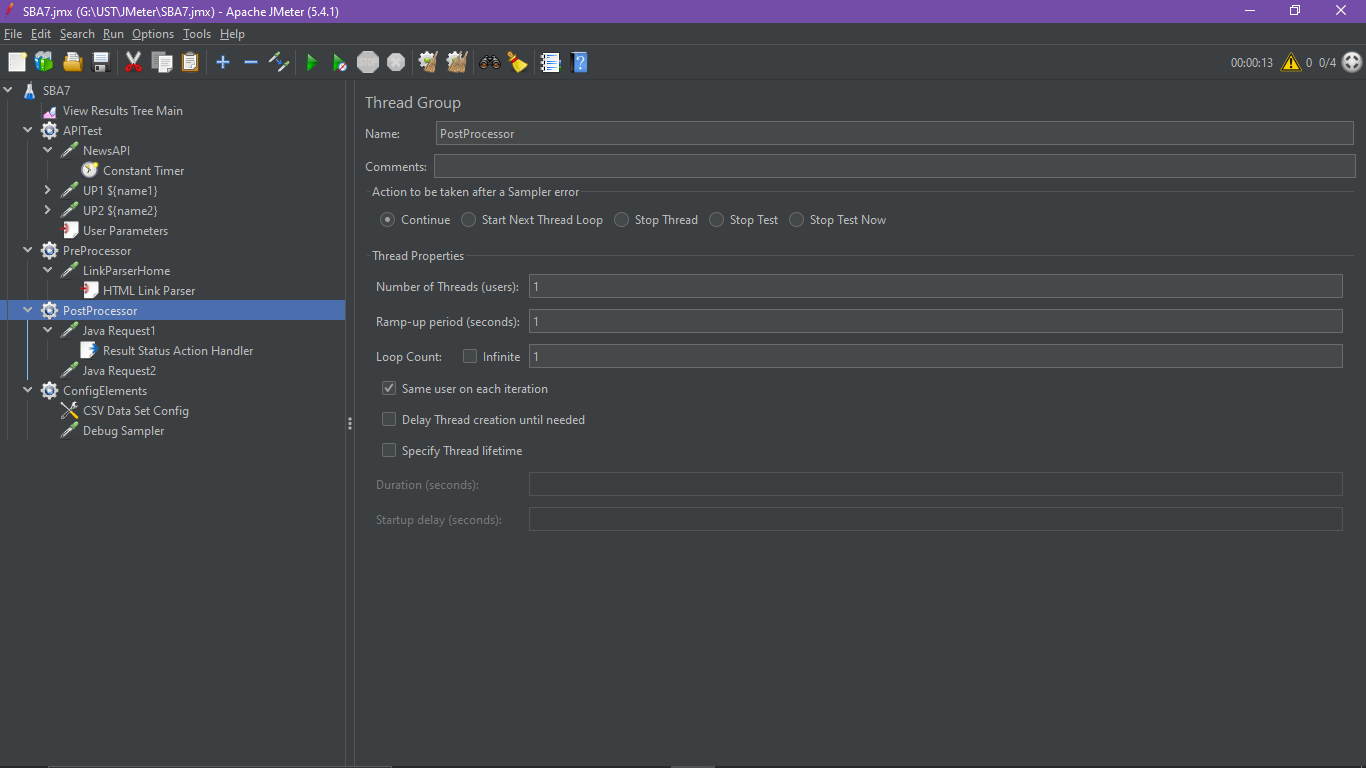 SBA7.jmx (G:\UST\JMeter\SBA7.jmx) - Apache JMeter (5.4.1)
File Edit Search Run Options Tools Help
STOP 00:00:13 0 0/4
SBA7
View Results Tree Main
APITest
NewsAPI
Constant Timer
UP1 ${name1}
UP2 ${name2}
User Parameters
PreProcessor
LinkParserHome
HTML Link Parser
PostProcessor
Java Request1
Result Status Action Handler
Java Request2
ConfigElements
CSV Data Set Config
Debug Sampler
Thread Group
Name: PostProcessor
Comments:
Action to be taken after a Sampler error
Continue Start Next Thread Loop Stop Thread Stop Test Stop Test Now
Thread Properties
Number of Threads (users): 1
Ramp-up period (seconds): 1
Loop Count: Infinite 1
Same user on each iteration
Delay Thread creation until needed
Specify Thread lifetime
Duration (seconds):
Startup delay (seconds):